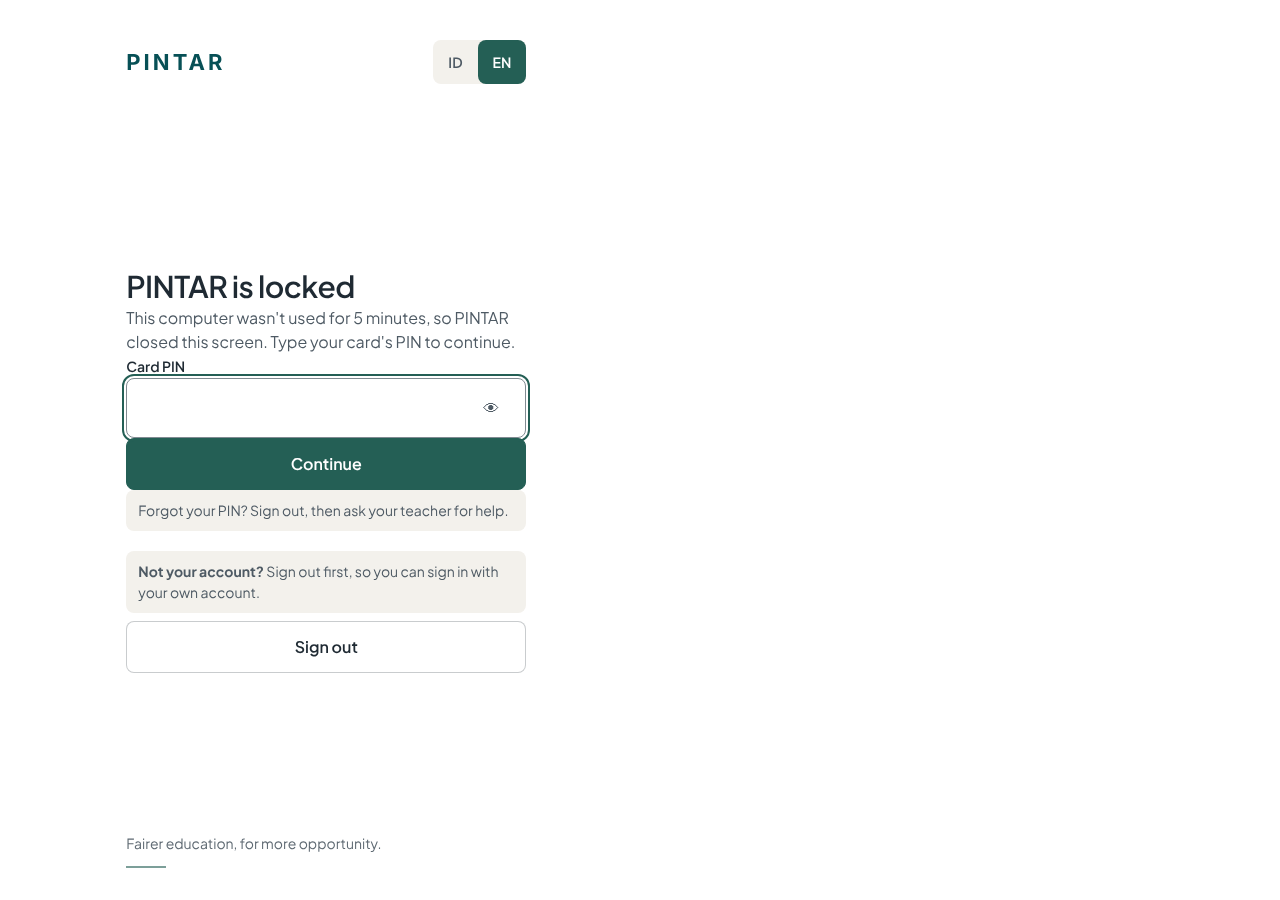 PINTAR
ID
EN
PINTAR is locked
This computer wasn't used for 5 minutes, so PINTAR
closed this screen. Type your card's PIN to continue.
Card PIN
Continue
Forgot your PIN? Sign out, then ask your teacher for help.
Not your account? Sign out first, so you can sign in with
your own account.
Sign out
Fairer education, for more opportunity.